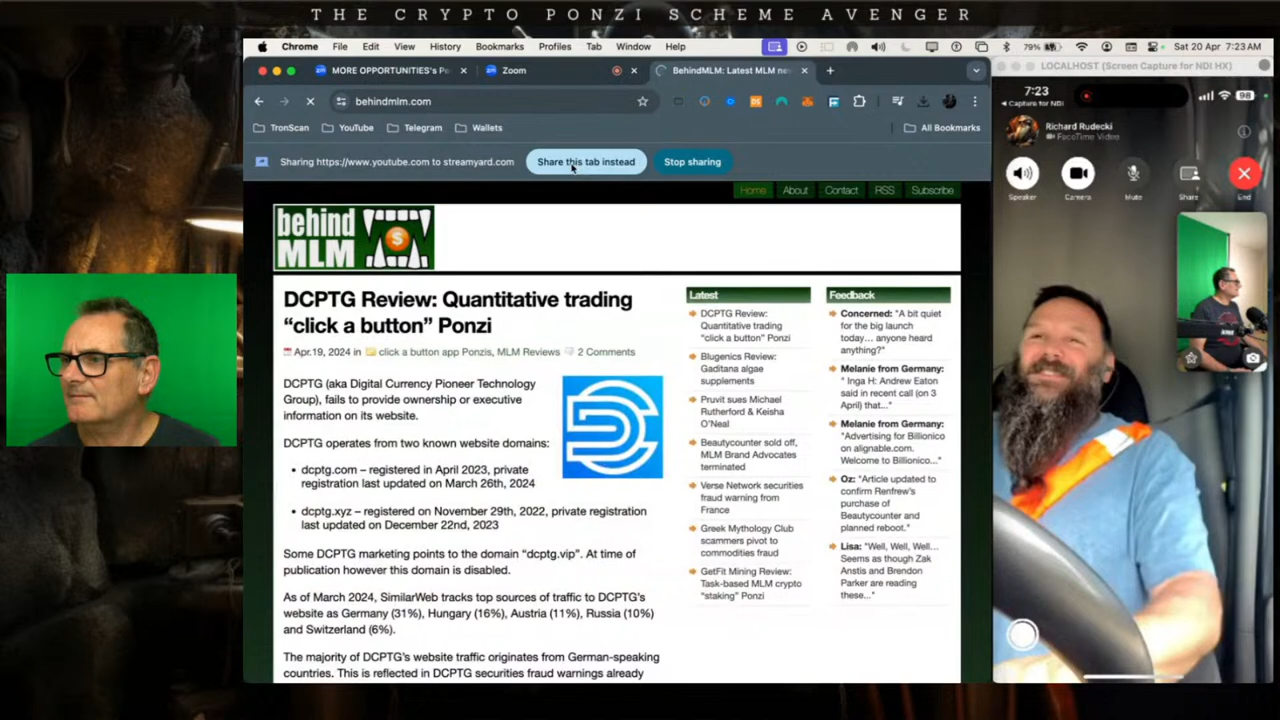 THE CRYPTO PONZI SCHEME AVENGER
Chrome File Edit View History Bookmarks Profiles Tab Window Help 79% Sat 20 Apr 7:23 AM
MORE OPPORTUNITIES's P
Zoom
BehindMLM: Latest MLM ne
LOCALHOST (Screen Capture for NDI HX)
behindmlm.com
TronScan YouTube Telegram Wallets All Bookmarks
Sharing https://www.youtube.com to streamyard.com Share this tab instead Stop sharing
Home About Contact RSS Subscribe
behind
MLM
$
DCPTG Review: Quantitative trading
“click a button” Ponzi
Apr.19, 2024 in click a button app Ponzis, MLM Reviews 2 Comments
DCPTG (aka Digital Currency Pioneer Technology
Group), fails to provide ownership or executive
information on its website.
DCPTG operates from two known website domains:
• dcptg.com – registered in April 2023, private
registration last updated on March 26th, 2024
• dcptg.xyz – registered on November 29th, 2022, private registration
last updated on December 22nd, 2023
Some DCPTG marketing points to the domain “dcptg.vip”. At time of
publication however this domain is disabled.
As of March 2024, SimilarWeb tracks top sources of traffic to DCPTG’s
website as Germany (31%), Hungary (16%), Austria (11%), Russia (10%)
and Switzerland (6%).
The majority of DCPTG’s website traffic originates from German-speaking
countries. This is reflected in DCPTG securities fraud warnings already
Latest
DCPTG Review:
Quantitative trading
“click a button” Ponzi
Blugenics Review:
Gaditana algae
supplements
Pruvit sues Michael
Rutherford & Keisha
O’Neal
Beautycounter sold off,
MLM Brand Advocates
terminated
Verse Network securities
fraud warning from
France
Greek Mythology Club
scammers pivot to
commodities fraud
GetFit Mining Review:
Task-based MLM crypto
“staking” Ponzi
Feedback
Concerned: "A bit quiet
for the big launch
today… anyone heard
anything?"
Melanie from Germany:
" Inga H: Andrew Eaton
said in recent call (on 3
April) that..."
Melanie from Germany:
"Advertising for Billionico
on alignable.com.
Welcome to Billionico..."
Oz: "Article updated to
confirm Renfrew's
purchase of
Beautycounter and
planned reboot."
Lisa: "Well, Well, Well…
Seems as though Zak
Anstis and Brendon
Parker are reading
these..."
7:23
98
Capture for NDI
Richard Rudecki
FaceTime Video
Speaker Camera Mute Share End